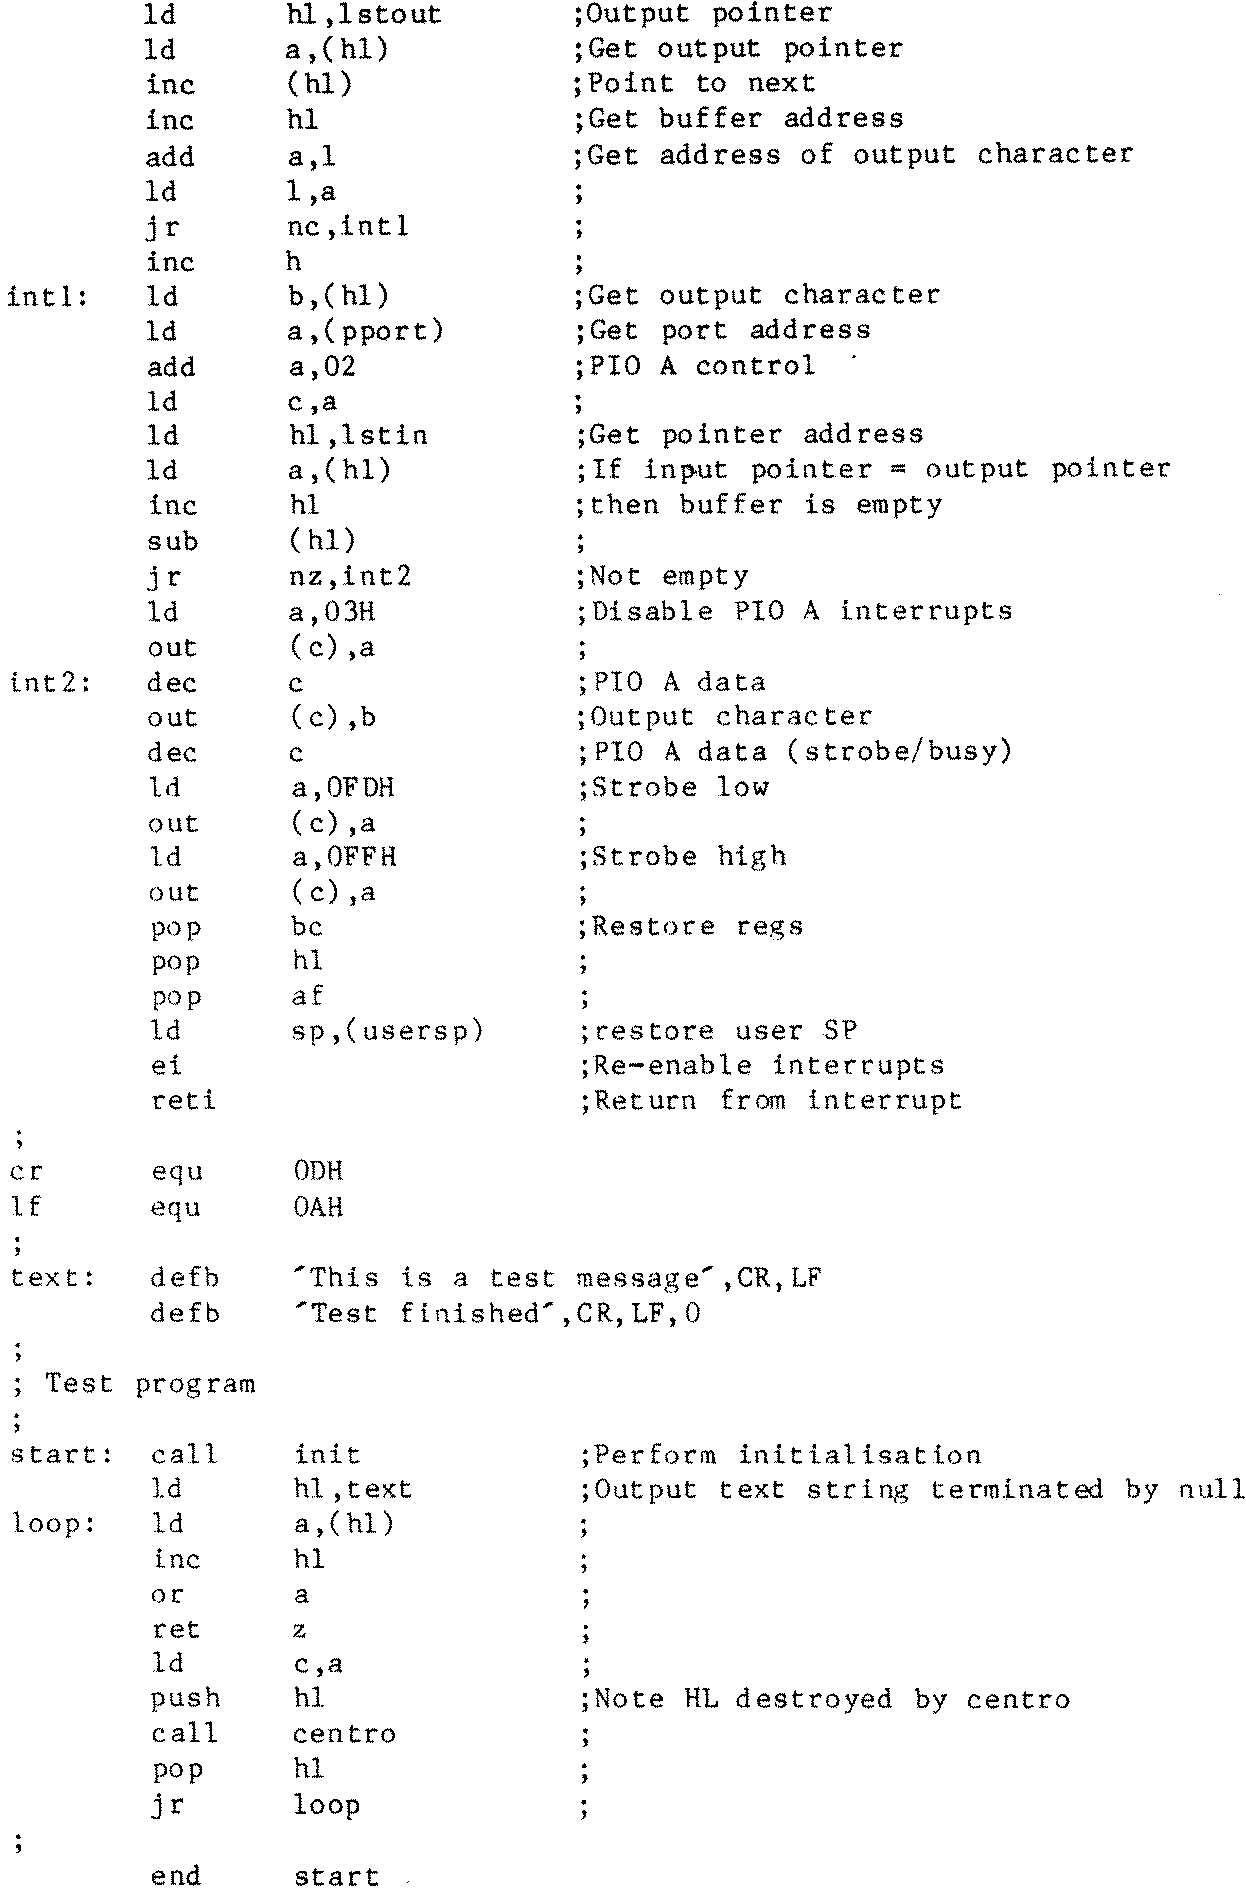 ld      hl,lstout       ;Output pointer
        ld      a,(hl)          ;Get output pointer
        inc     (hl)            ;Point to next
        inc     hl              ;Get buffer address
        add     a,l             ;Get address of output character
        ld      l,a             ;
        jr      nc,int1         ;
        inc     h               ;
int1:   ld      b,(hl)          ;Get output character
        ld      a,(pport)       ;Get port address
        add     a,02            ;PIO A control
        ld      c,a             ;
        ld      hl,lstin        ;Get pointer address
        ld      a,(hl)          ;If input pointer = output pointer
        inc     hl              ;then buffer is empty
        sub     (hl)            ;
        jr      nz,int2         ;Not empty
        ld      a,03H           ;Disable PIO A interrupts
        out     (c),a           ;
int2:   dec     c               ;PIO A data
        out     (c),b           ;Output character
        dec     c               ;PIO A data (strobe/busy)
        ld      a,0FDH          ;Strobe low
        out     (c),a           ;
        ld      a,0FFH          ;Strobe high
        out     (c),a           ;
        pop     bc              ;Restore regs
        pop     hl              ;
        pop     af              ;
        ld      sp,(usersp)     ;restore user SP
        ei                      ;Re-enable interrupts
        reti                    ;Return from interrupt
;
cr      equ     0DH
lf      equ     0AH
;
text:   defb    ´This is a test message´,CR,LF
        defb    ´Test finished´,CR,LF,0
;
; Test program
;
start:  call    init            ;Perform initialisation
        ld      hl,text         ;Output text string terminated by null
loop:   ld      a,(hl)          ;
        inc     hl              ;
        or      a               ;
        ret     z               ;
        ld      c,a             ;
        push    hl              ;Note HL destroyed by centro
        call    centro          ;
        pop     hl              ;
        jr      loop            ;
;
        end     start